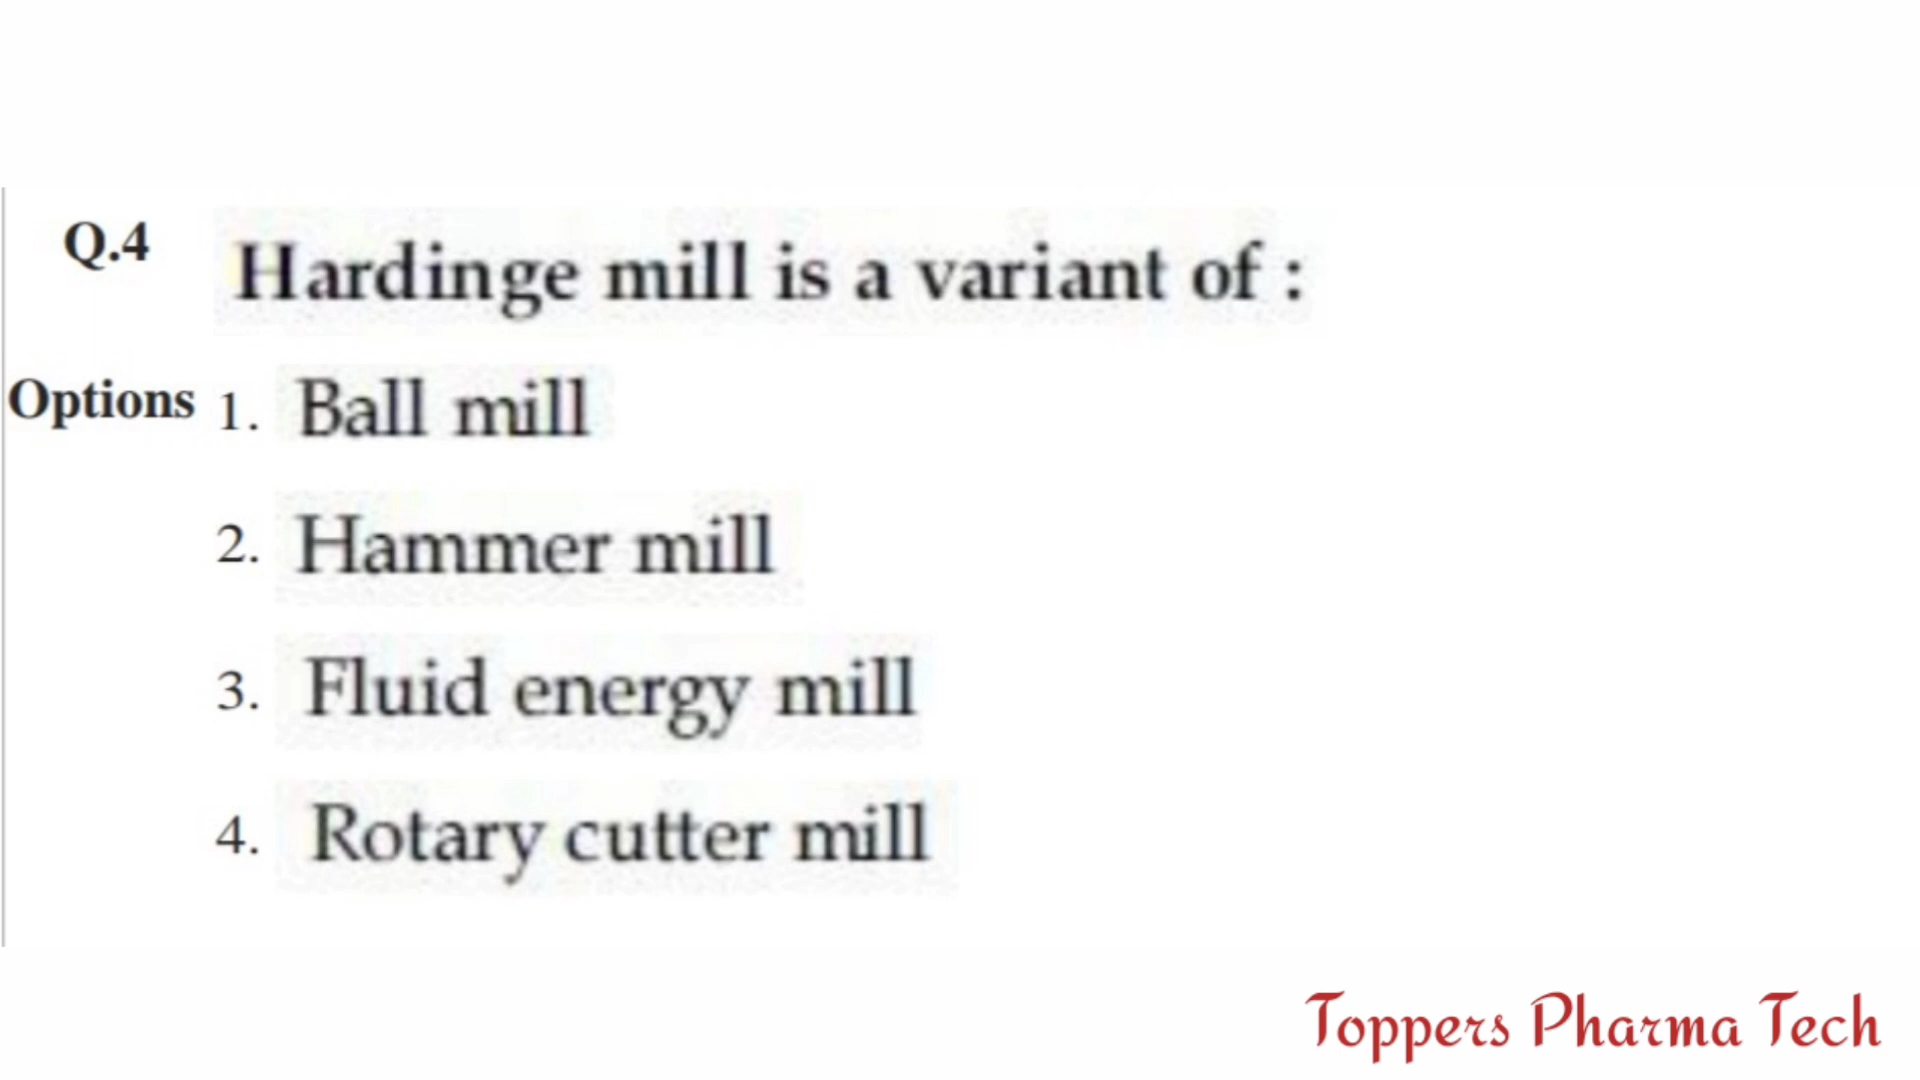 Q.4 Hardinge mill is a variant of :
Options 1. Ball mill
2. Hammer mill
3. Fluid energy mill
4. Rotary cutter mill
Toppers Pharma Tech